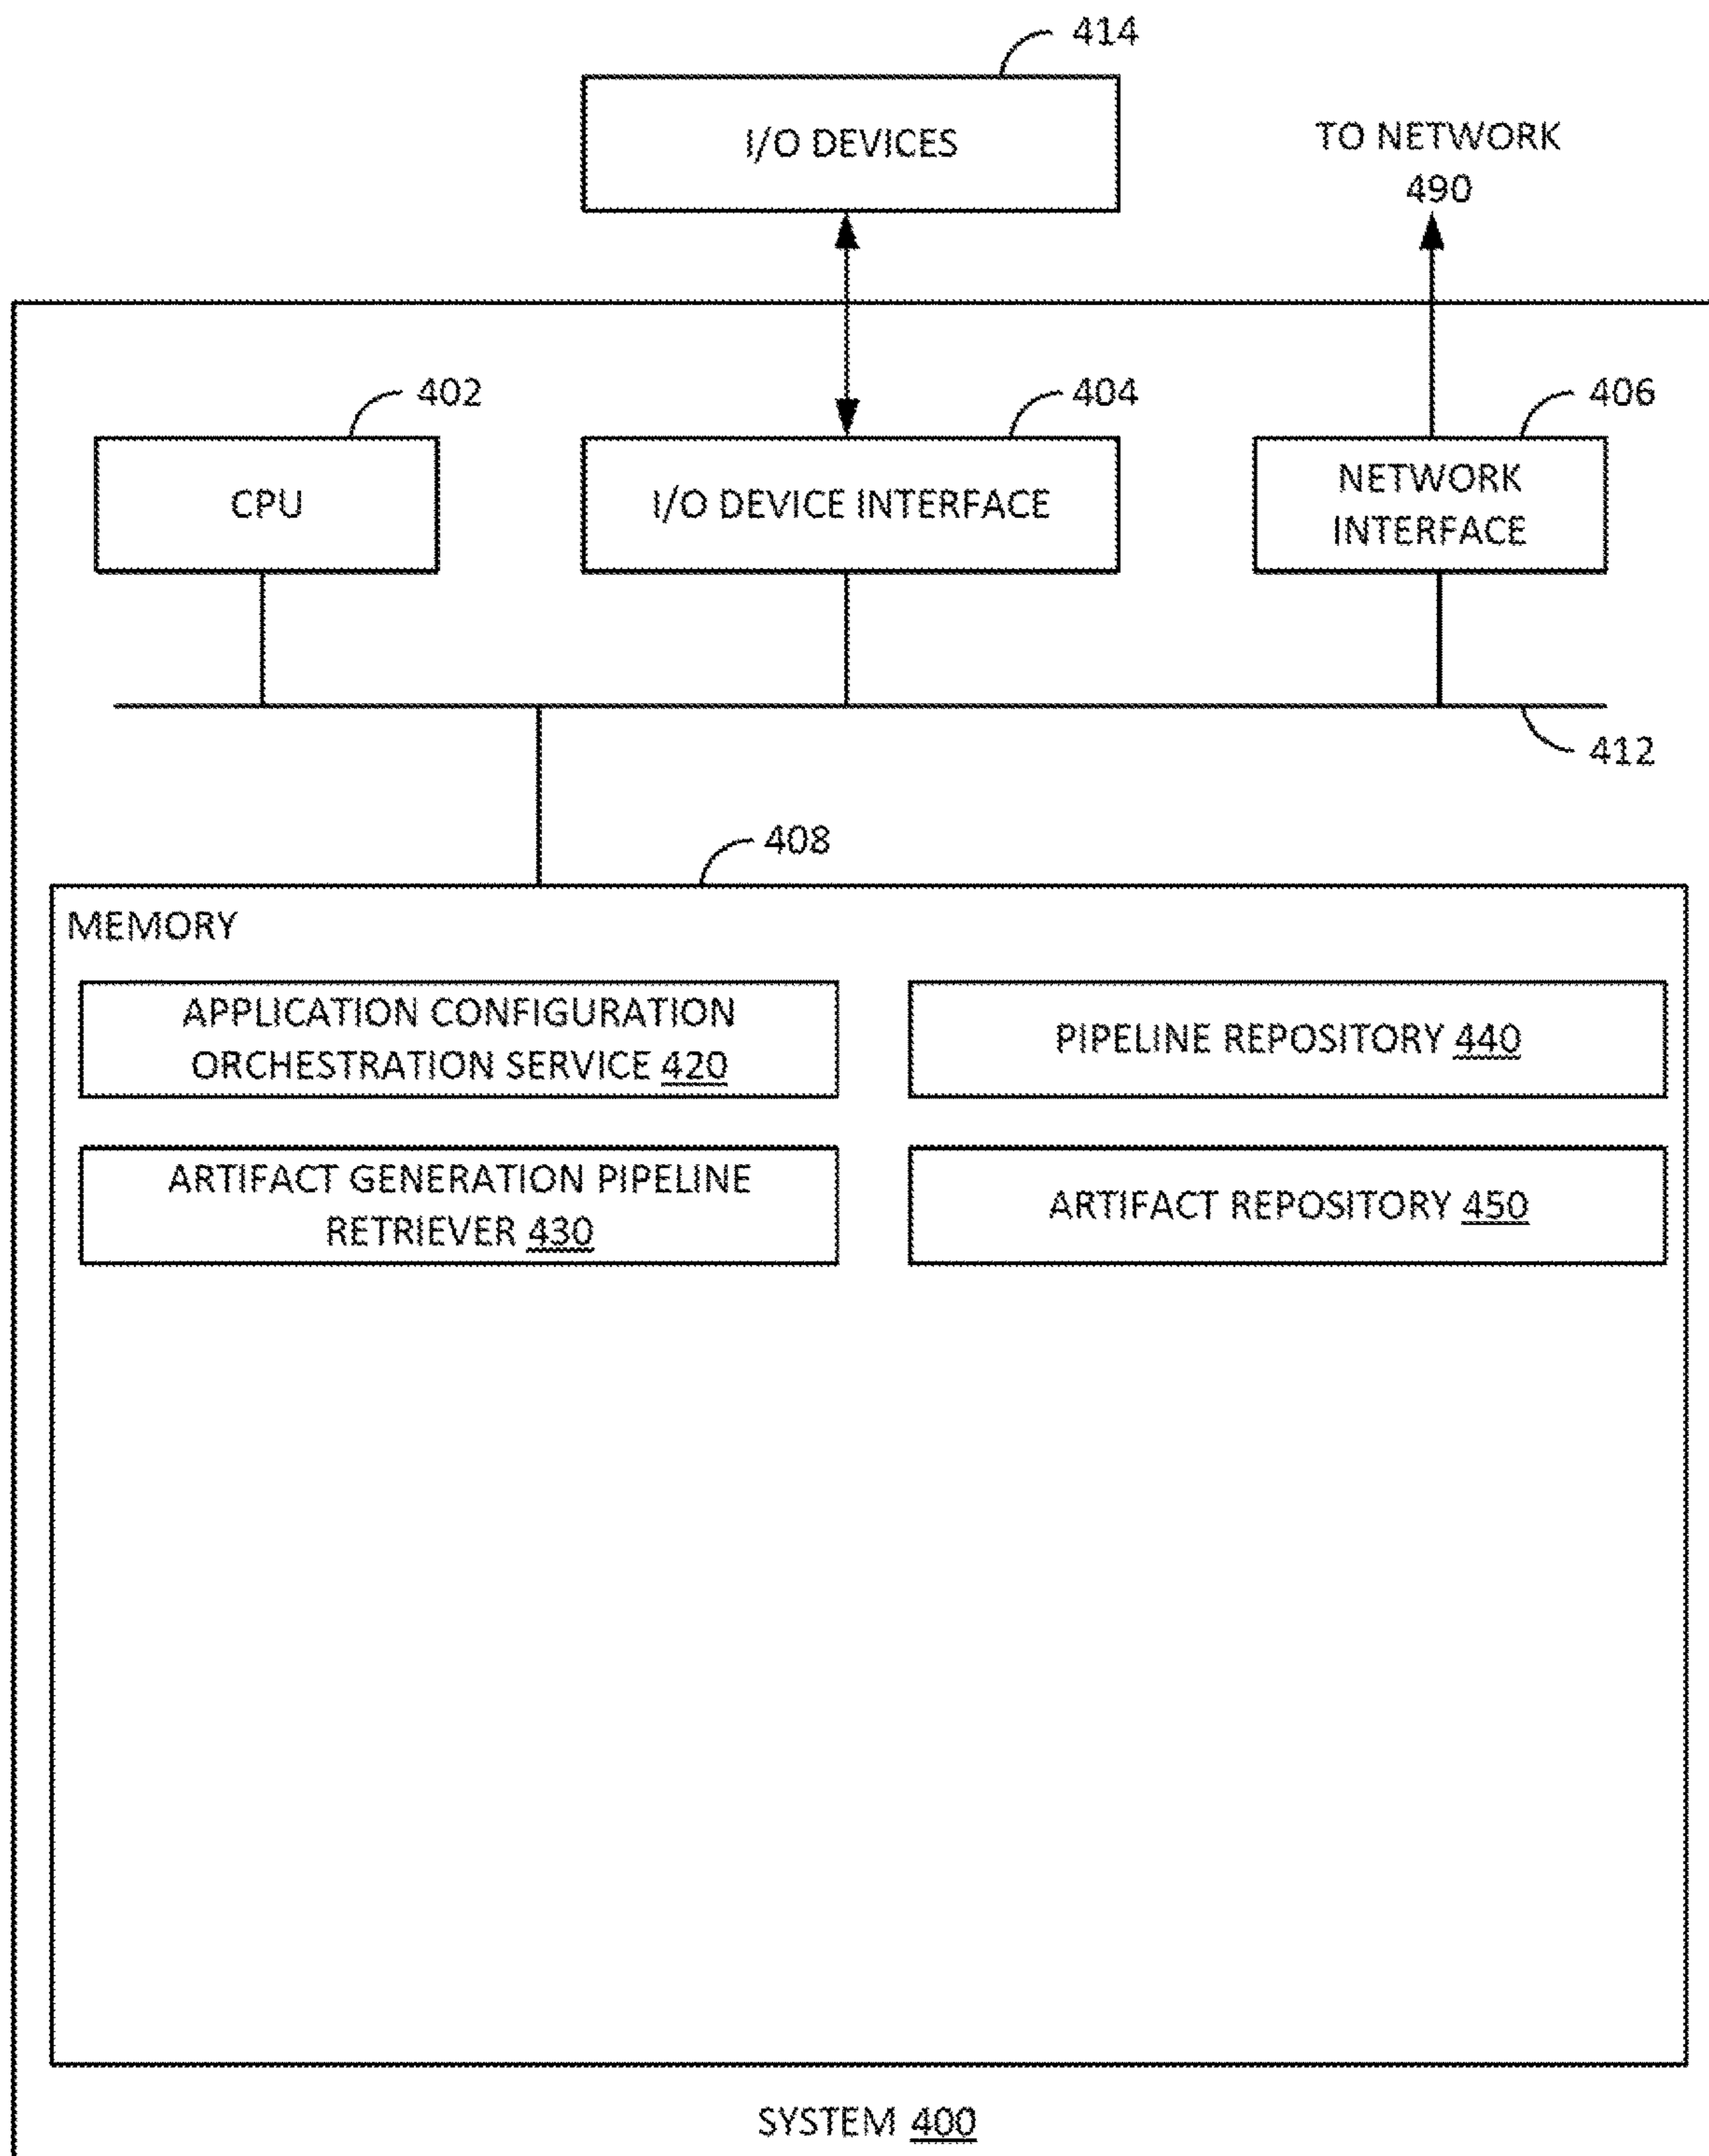 414
I/O DEVICES
TO NETWORK
490
402
404
406
CPU
I/O DEVICE INTERFACE
NETWORK
INTERFACE
412
408
MEMORY
APPLICATION CONFIGURATION
ORCHESTRATION SERVICE 420
PIPELINE REPOSITORY 440
ARTIFACT GENERATION PIPELINE
RETRIEVER 430
ARTIFACT REPOSITORY 450
SYSTEM 400